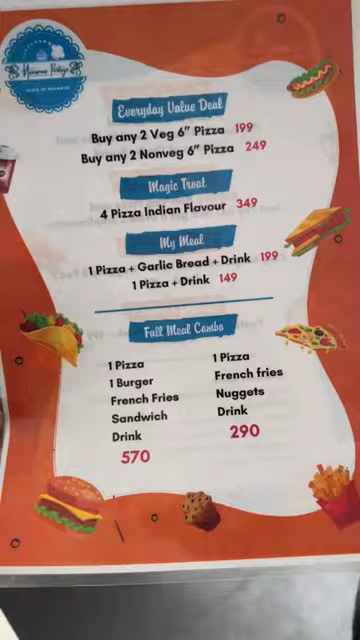 Everyday Value Deal
Buy any 2 Veg 6" Pizza 199
Buy any 2 Nonveg 6" Pizza 249
Magic Treat
4 Pizza Indian Flavour 349
My Meal
1 Pizza + Garlic Bread + Drink 199
1 Pizza + Drink 149
Full Meal Combo
1 Pizza
1 Burger
French Fries
Sandwich
Drink
570
1 Pizza
French fries
Nuggets
Drink
290